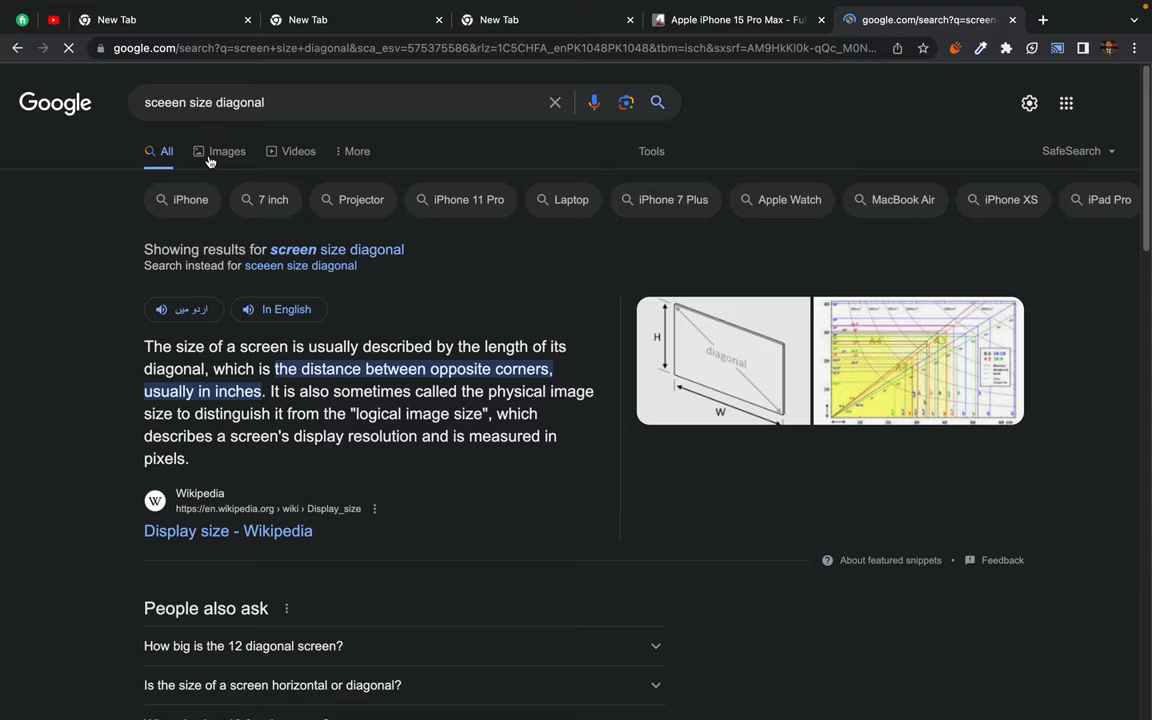 New Tab
New Tab
New Tab
Apple iPhone 15 Pro Max - Ful
google.com/search?q=screen
google.com/search?q=screen+size+diagonal&sca_esv=575375586&rlz=1C5CHFA_enPK1048PK1048&tbm=isch&sxsrf=AM9HkKl0k-qQc_M0N...
Google
sceeen size diagonal
All
Images
Videos
More
Tools
SafeSearch
iPhone
7 inch
Projector
iPhone 11 Pro
Laptop
iPhone 7 Plus
Apple Watch
MacBook Air
iPhone XS
iPad Pro
Showing results for screen size diagonal
Search instead for sceeen size diagonal
اردو میں
In English
The size of a screen is usually described by the length of its
diagonal, which is the distance between opposite corners,
usually in inches. It is also sometimes called the physical image
size to distinguish it from the "logical image size", which
describes a screen's display resolution and is measured in
pixels.
H
diagonal
W
A4
Wikipedia
https://en.wikipedia.org › wiki › Display_size
Display size - Wikipedia
About featured snippets
Feedback
People also ask
How big is the 12 diagonal screen?
Is the size of a screen horizontal or diagonal?